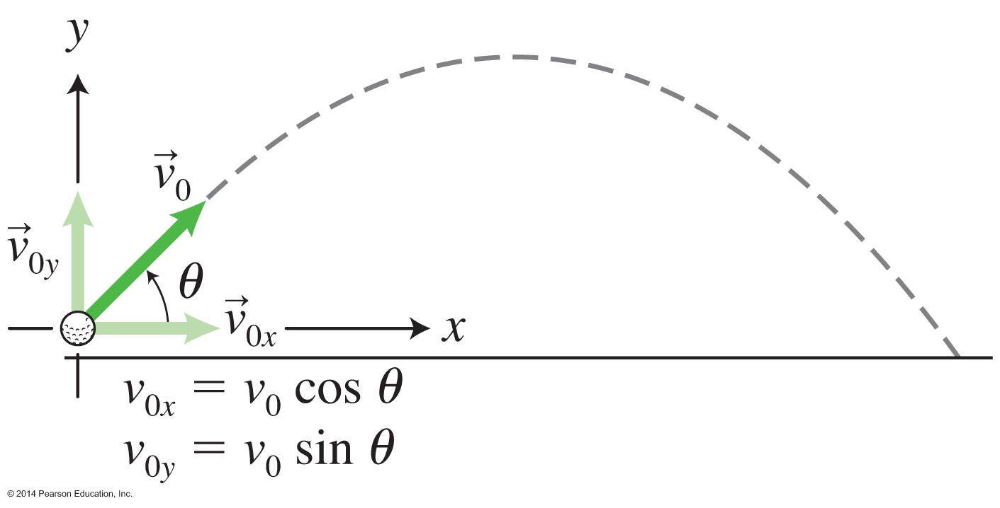 y
v⃗₀
v⃗₀y
θ
v⃗₀x
x
v₀x = v₀ cos θ
v₀y = v₀ sin θ
© 2014 Pearson Education, Inc.